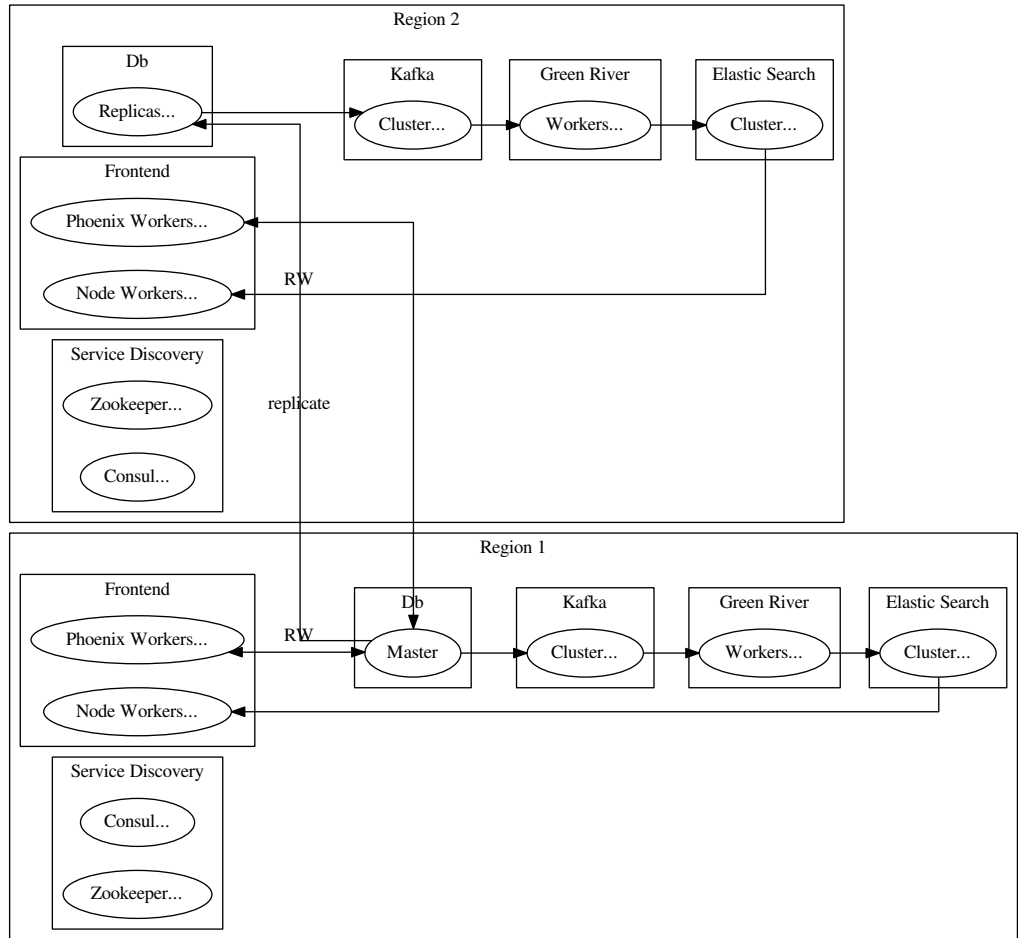 Region 2
Db
Replicas...
Kafka
Cluster...
Green River
Workers...
Elastic Search
Cluster...
Frontend
Phoenix Workers...
Node Workers...
RW
Service Discovery
Zookeeper...
Consul...
replicate
Region 1
Frontend
Phoenix Workers...
Node Workers...
RW
Db
Master
Kafka
Cluster...
Green River
Workers...
Elastic Search
Cluster...
Service Discovery
Consul...
Zookeeper...